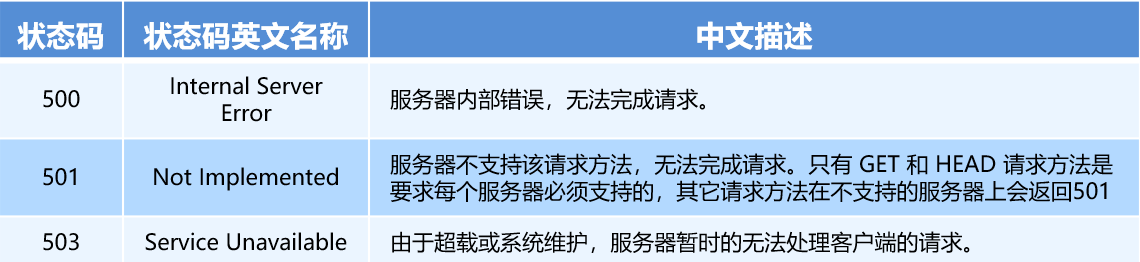 状态码 状态码英文名称 中文描述
500 Internal Server Error 服务器内部错误，无法完成请求。
501 Not Implemented 服务器不支持该请求方法，无法完成请求。只有 GET 和 HEAD 请求方法是
要求每个服务器必须支持的，其它请求方法在不支持的服务器上会返回501
503 Service Unavailable 由于超载或系统维护，服务器暂时的无法处理客户端的请求。